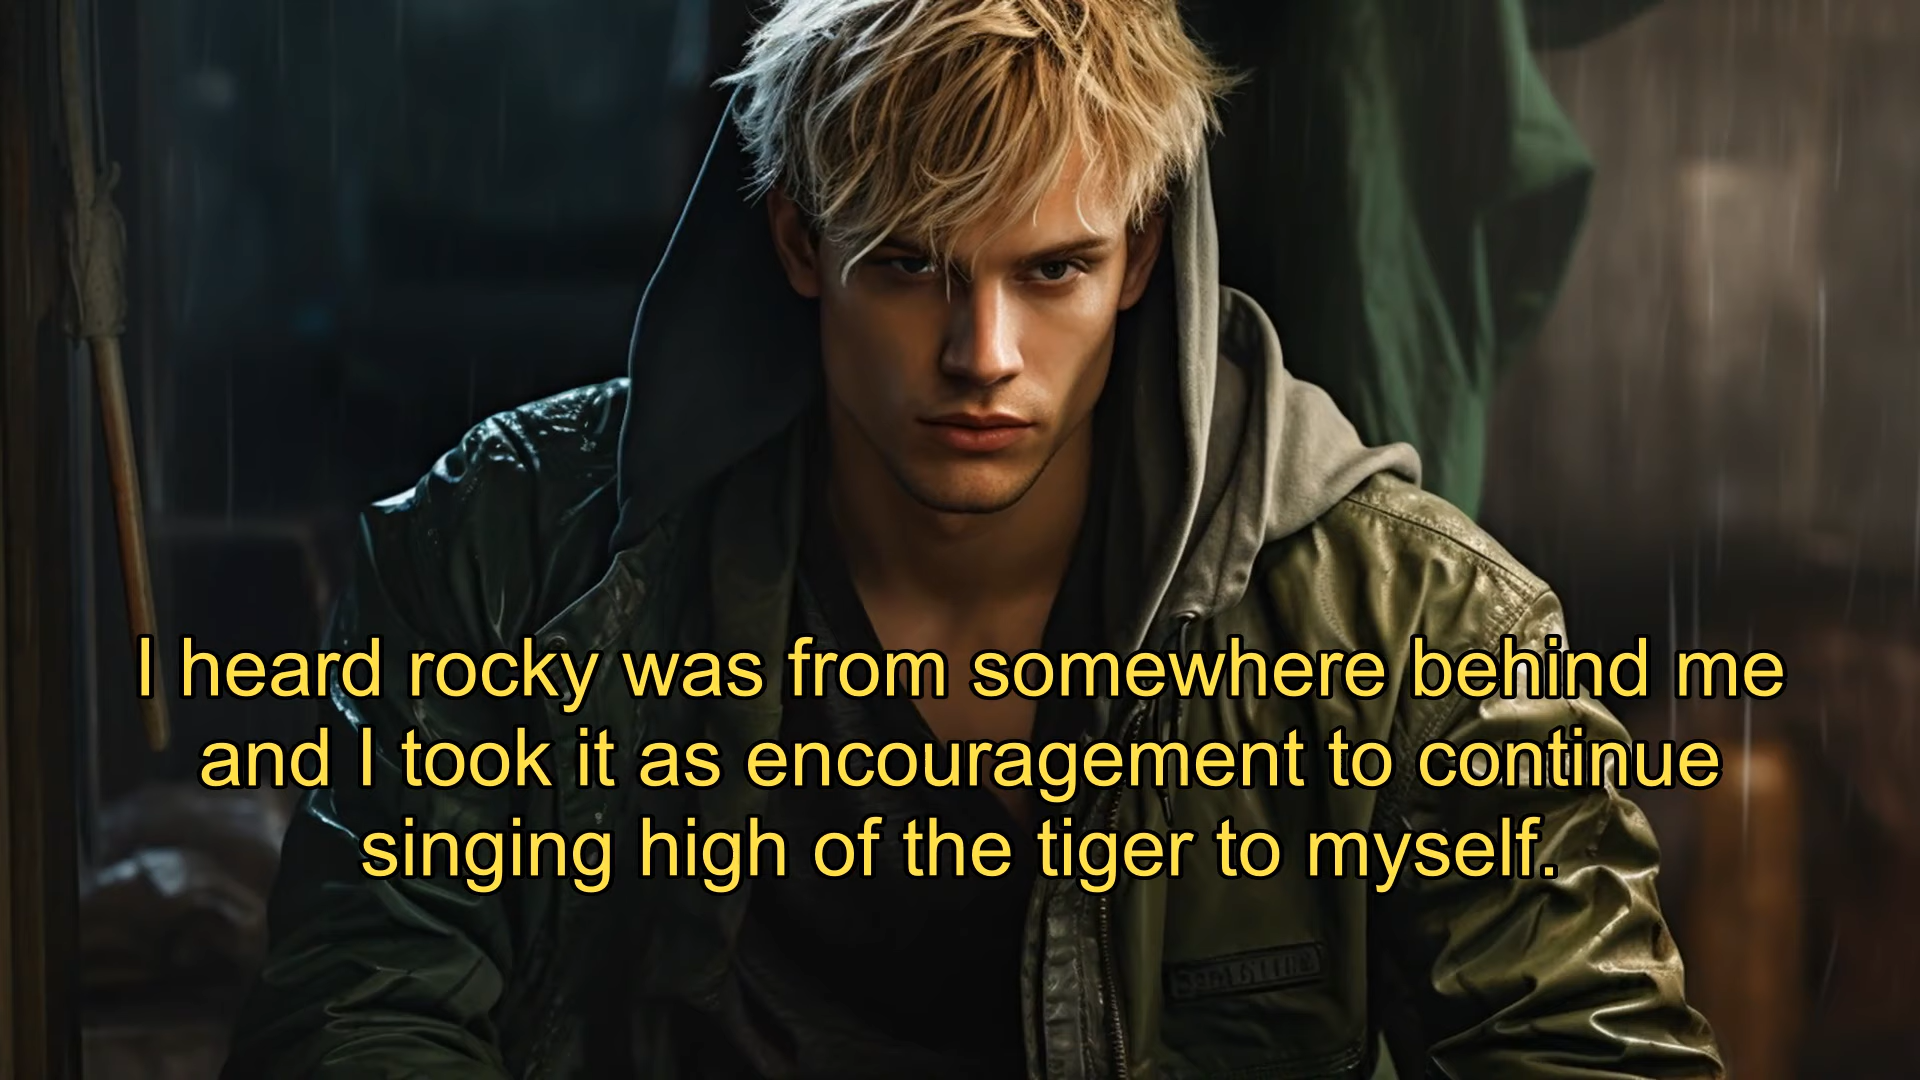 I heard rocky was from somewhere behind me
and I took it as encouragement to continue
singing high of the tiger to myself.